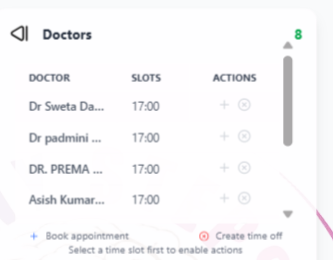 Doctors 8
DOCTOR SLOTS ACTIONS
Dr Sweta Da... 17:00
Dr padmini ... 17:00
DR. PREMA ... 17:00
Asish Kumar... 17:00
+ Book appointment Create time off
Select a time slot first to enable actions